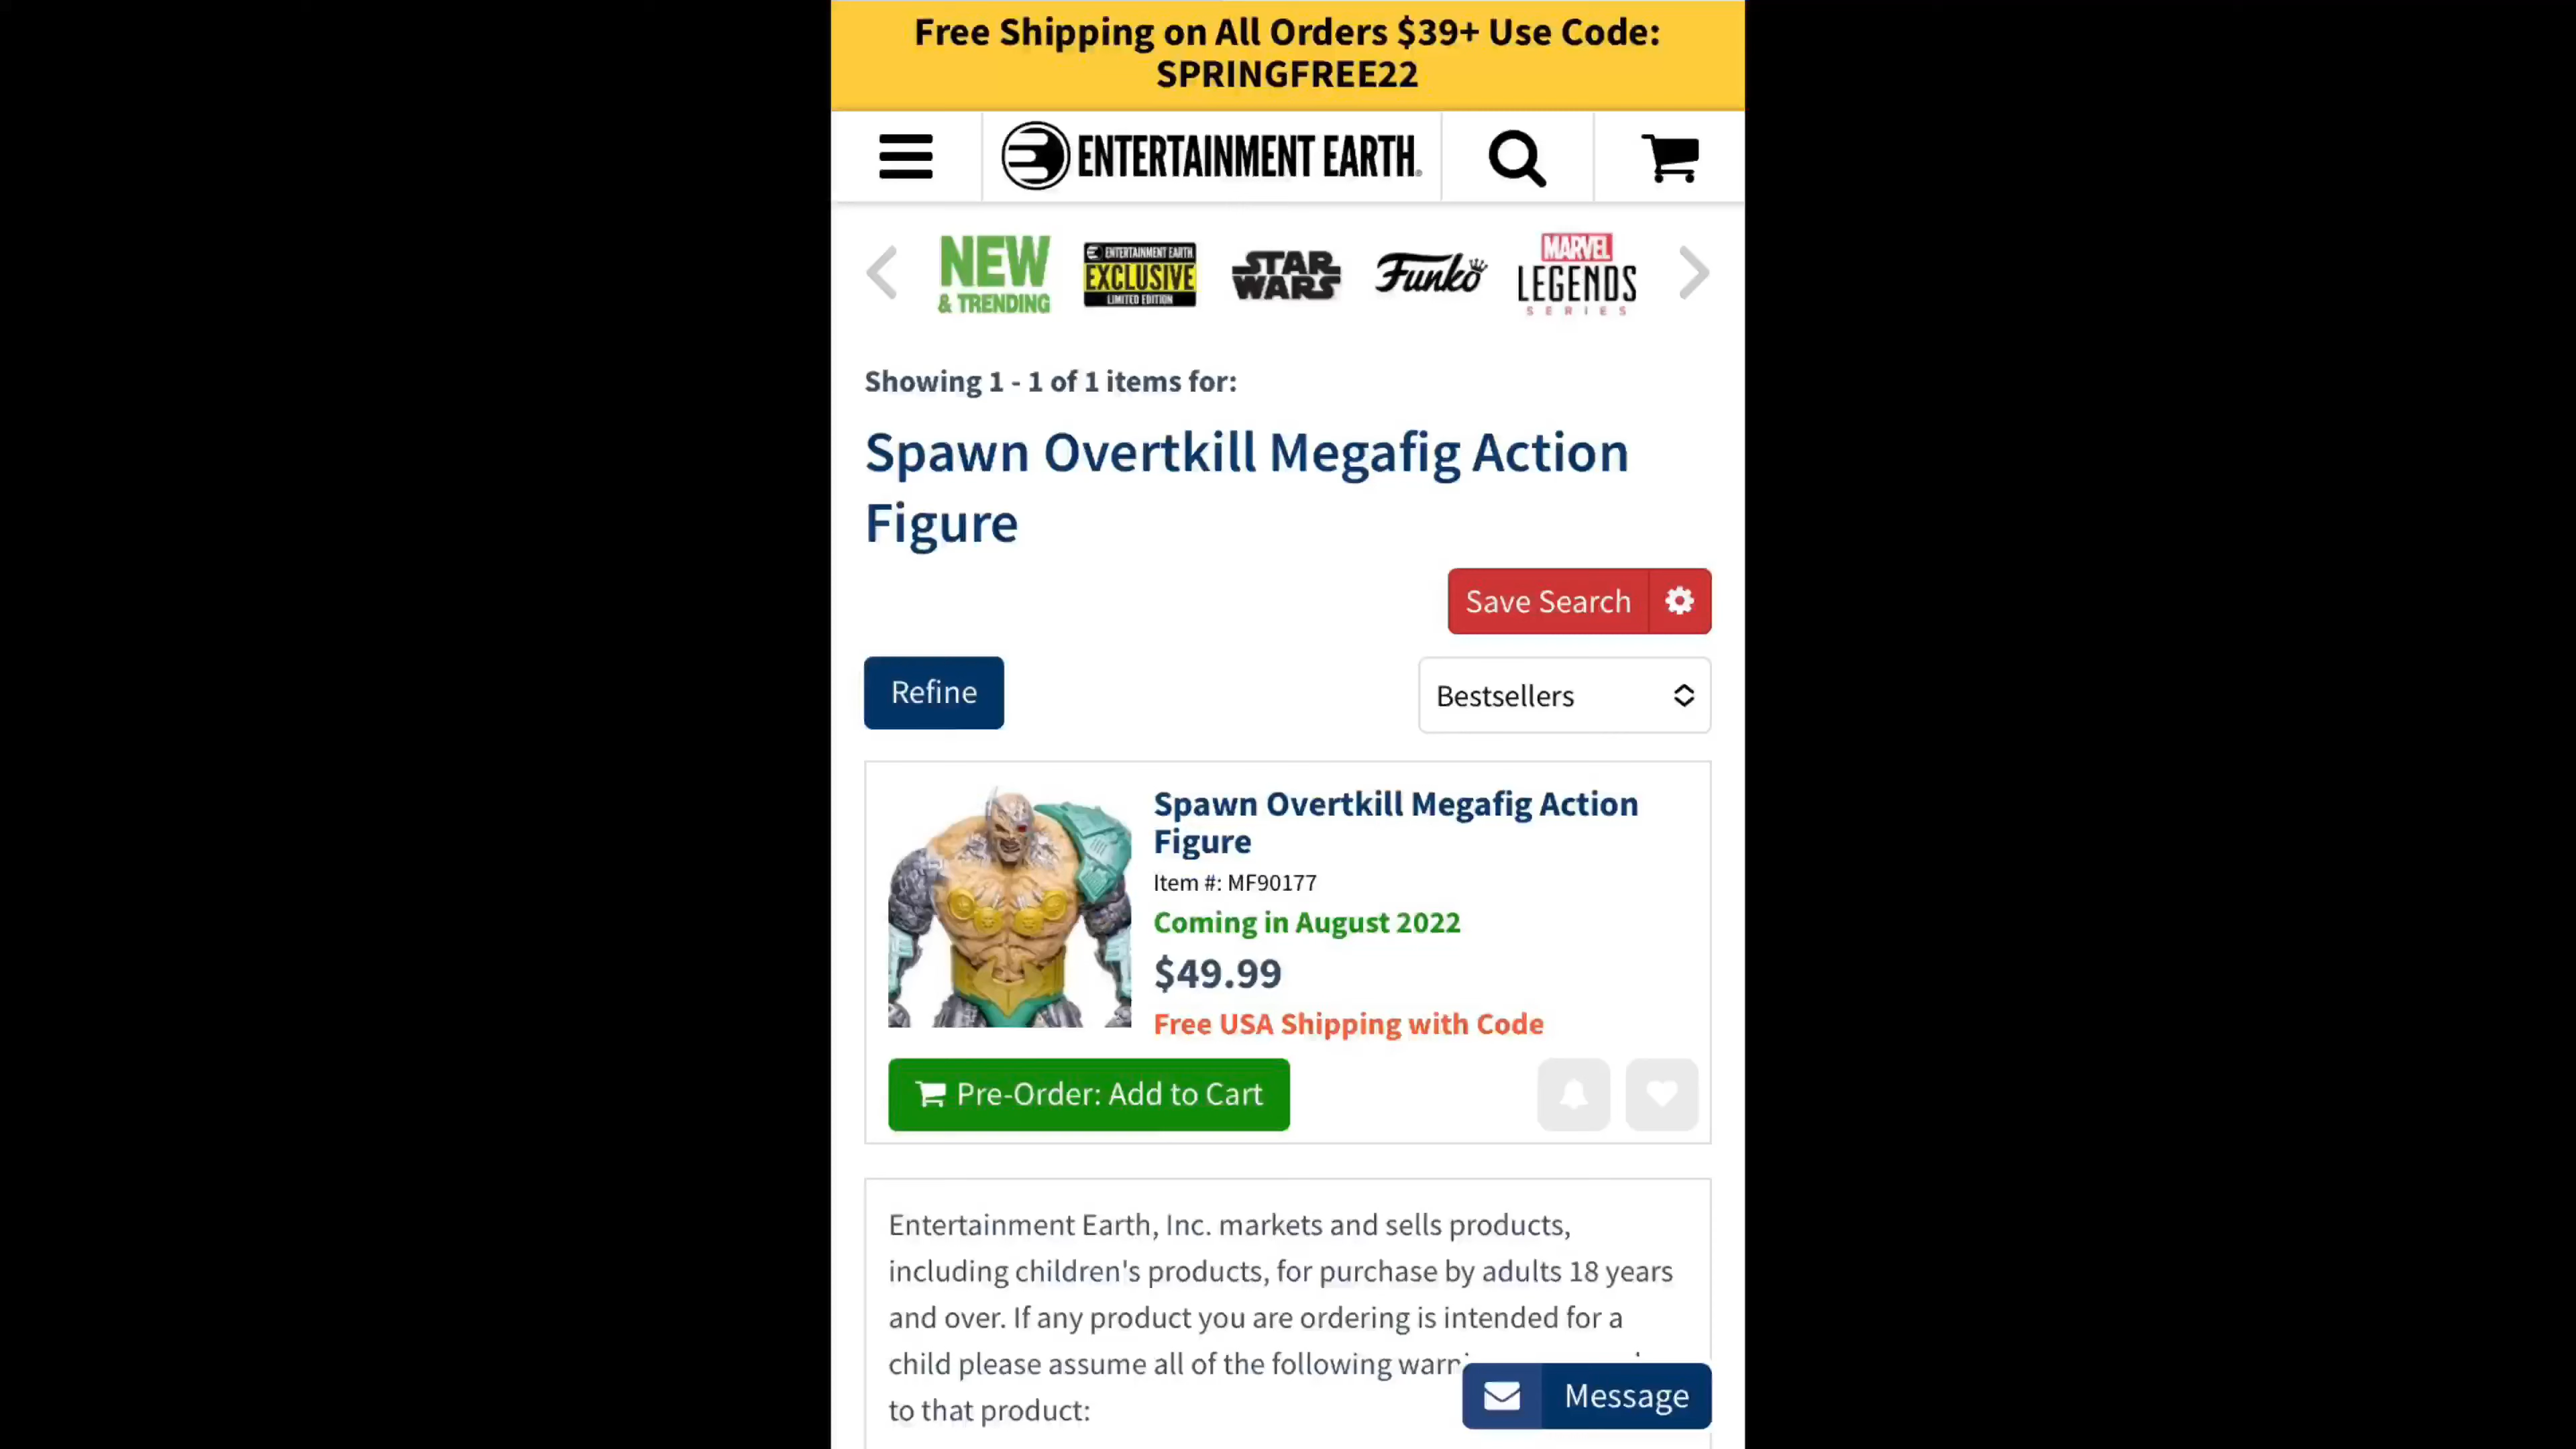 Free Shipping on All Orders $39+ Use Code:
SPRINGFREE22
ENTERTAINMENT EARTH
NEW
& TRENDING
ENTERTAINMENT EARTH
EXCLUSIVE
LIMITED EDITION
STAR
WARS
Funko
MARVEL
LEGENDS
SERIES
Showing 1 - 1 of 1 items for:
Spawn Overtkill Megafig Action
Figure
Save Search
Refine
Bestsellers
Spawn Overtkill Megafig Action
Figure
Item #: MF90177
Coming in August 2022
$49.99
Free USA Shipping with Code
Pre-Order: Add to Cart
Entertainment Earth, Inc. markets and sells products,
including children's products, for purchase by adults 18 years
and over. If any product you are ordering is intended for a
child please assume all of the following
to that product:
Message